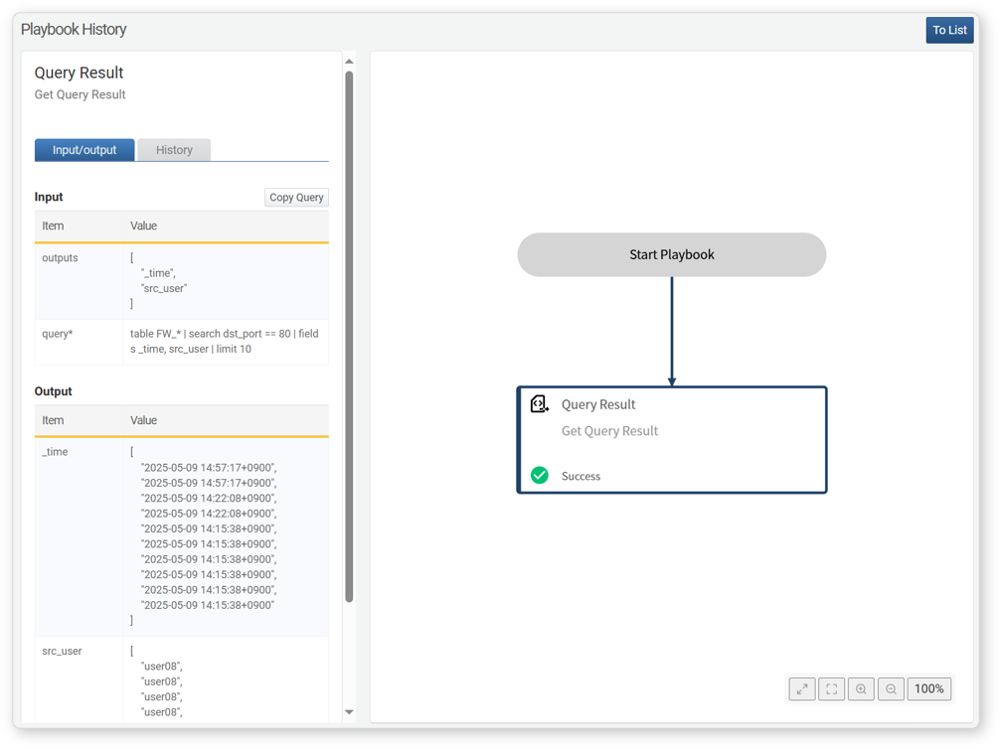 Playbook History
To List
Query Result
Get Query Result
Input/output
History
Input
Copy Query
Item Value
outputs [
"_time",
"src_user"
]
query* table FW_* | search dst_port == 80 | field
s _time, src_user | limit 10
Output
Item Value
_time [
"2025-05-09 14:57:17+0900",
"2025-05-09 14:57:17+0900",
"2025-05-09 14:22:08+0900",
"2025-05-09 14:22:08+0900",
"2025-05-09 14:15:38+0900",
"2025-05-09 14:15:38+0900",
"2025-05-09 14:15:38+0900",
"2025-05-09 14:15:38+0900",
"2025-05-09 14:15:38+0900",
"2025-05-09 14:15:38+0900"
]
src_user [
"user08",
"user08",
"user08",
"user08",
Start Playbook
Query Result
Get Query Result
Success
100%